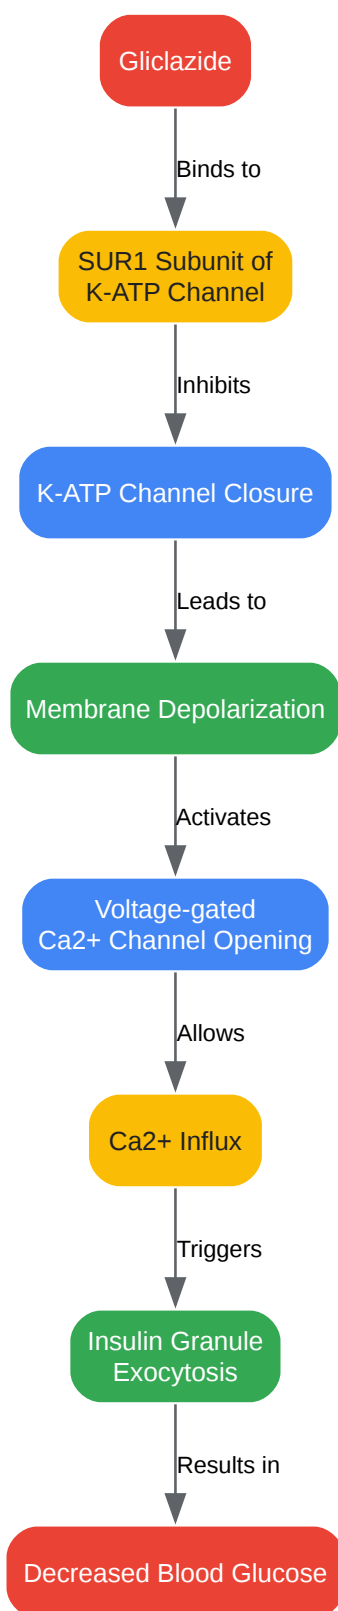 Gliclazide
Binds to
SUR1 Subunit of
K-ATP Channel
Inhibits
K-ATP Channel Closure
Leads to
Membrane Depolarization
Activates
Voltage-gated
Ca2+ Channel Opening
Allows
Ca2+ Influx
Triggers
Insulin Granule
Exocytosis
Results in
Decreased Blood Glucose